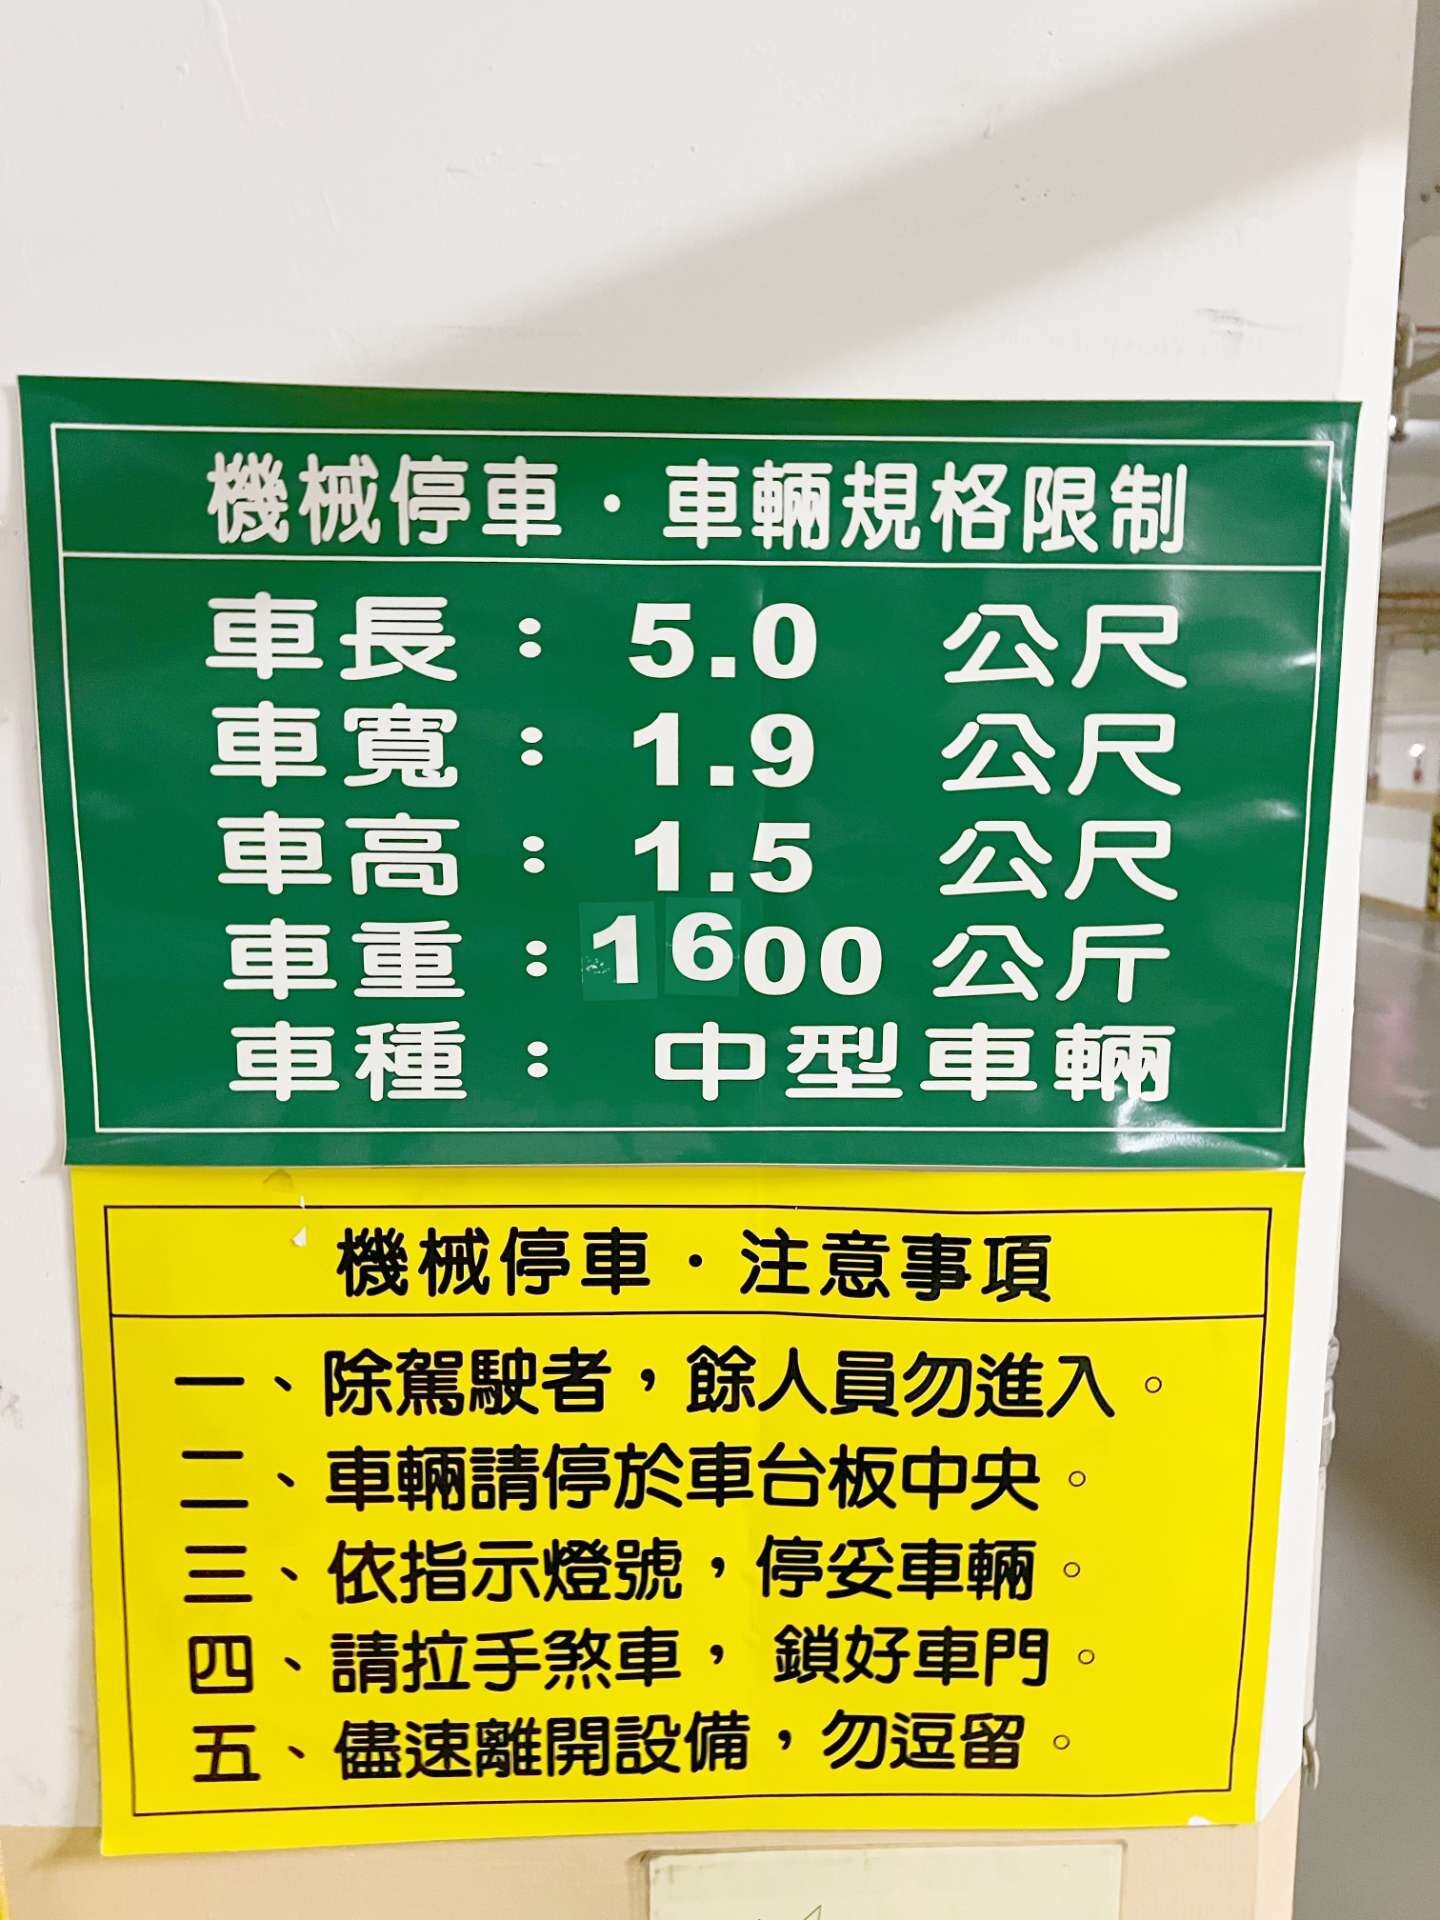 機械停車・車輛規格限制
車長：5.0 公尺
車寬：1.9 公尺
車高：1.5 公尺
車重：1600公斤
車種：中型車輛
機械停車・注意事項
一、除駕駛者，餘人員勿進入。
二、車輛請停於車台板中央。
三、依指示燈號，停妥車輛。
四、請拉手煞車，鎖好車門。
五、儘速離開設備，勿逗留。